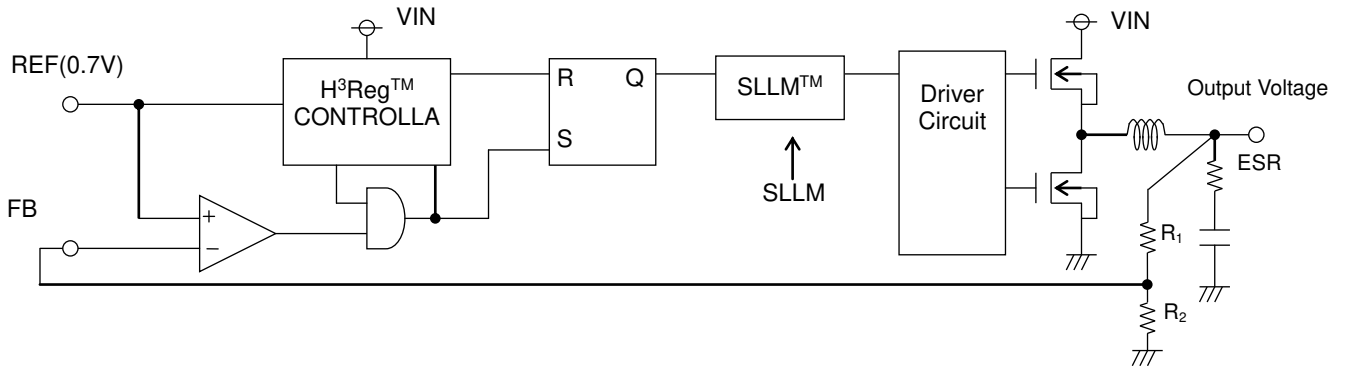 VIN
VIN
REF(0.7V)
H³Reg™
CONTROLLA
R
Q
S
SLLM™
SLLM
Driver
Circuit
Output Voltage
ESR
FB
+
−
R₁
R₂